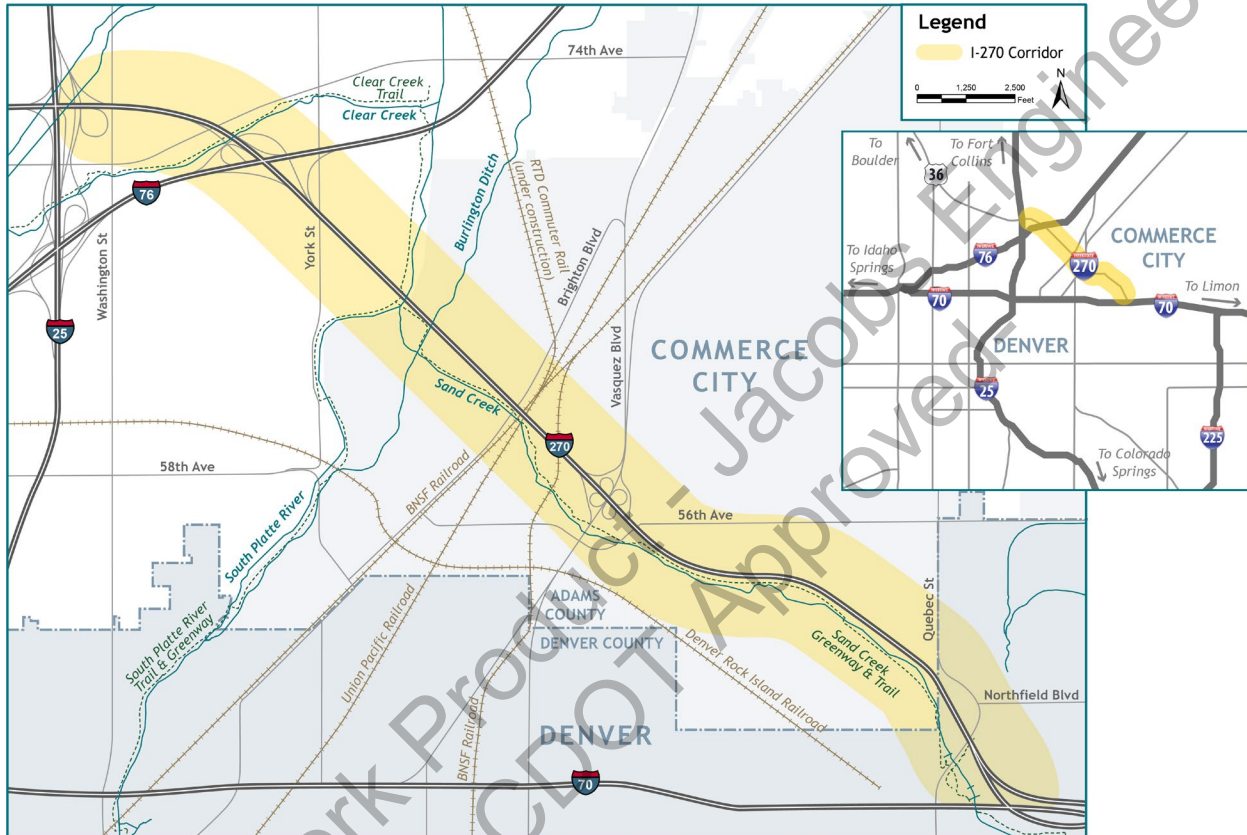 Legend
I-270 Corridor
N
0 1,250 2,500
Feet
74th Ave
Clear Creek
Trail
Clear Creek
76
Washington St
York St
25
Burlington Ditch
RTD Commuter Rail
(under construction)
Brighton Blvd
Vasquez Blvd
COMMERCE
CITY
Sand Creek
270
58th Ave
BNSF Railroad
56th Ave
South Platte River
South Platte River
Trail & Greenway
Union Pacific Railroad
BNSF Railroad
ADAMS
COUNTY
DENVER COUNTY
Denver Rock Island Railroad
Sand Creek
Greenway & Trail
Quebec St
Northfield Blvd
DENVER
70
To
Boulder
To Fort
Collins
36
COMMERCE
CITY
76
270
To Idaho
Springs
70
To Limon
70
DENVER
25
225
To Colorado
Springs
Work Product - Jacobs Engineer
CDOT Approved-